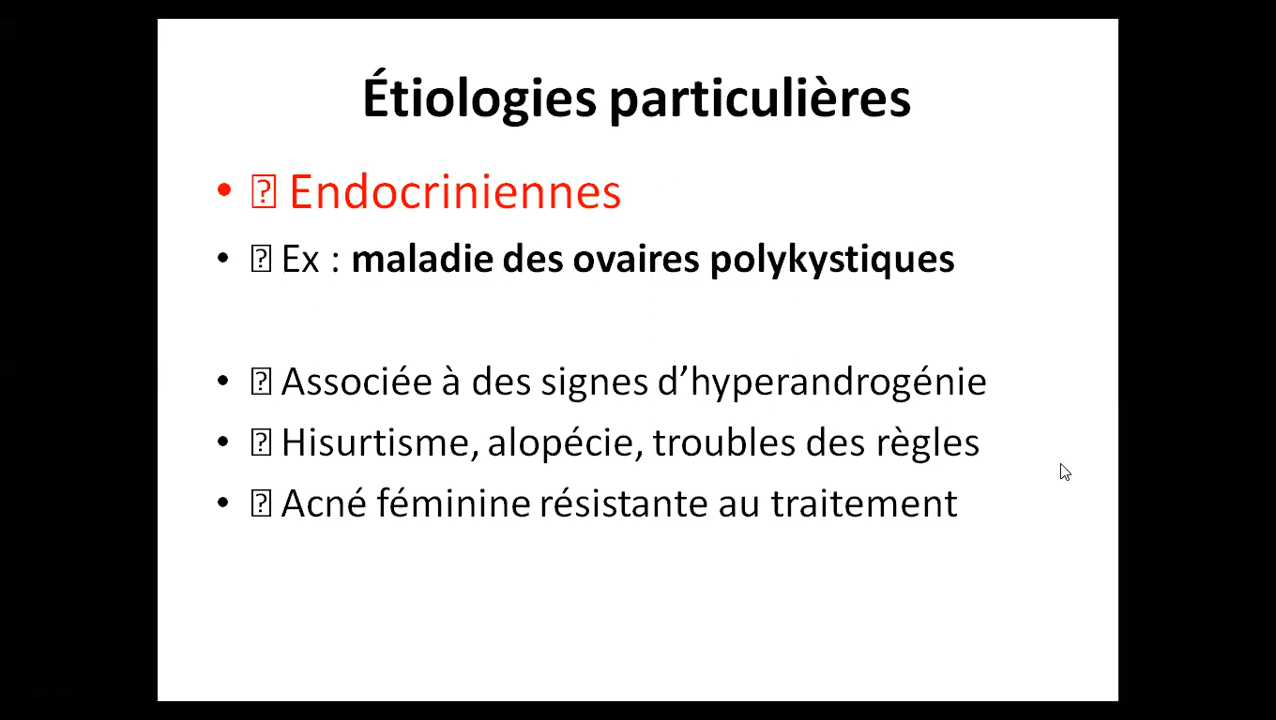 Étiologies particulières
• ⍰ Endocriniennes
• ⍰ Ex : maladie des ovaires polykystiques
• ⍰ Associée à des signes d’hyperandrogénie
• ⍰ Hisurtisme, alopécie, troubles des règles
• ⍰ Acné féminine résistante au traitement